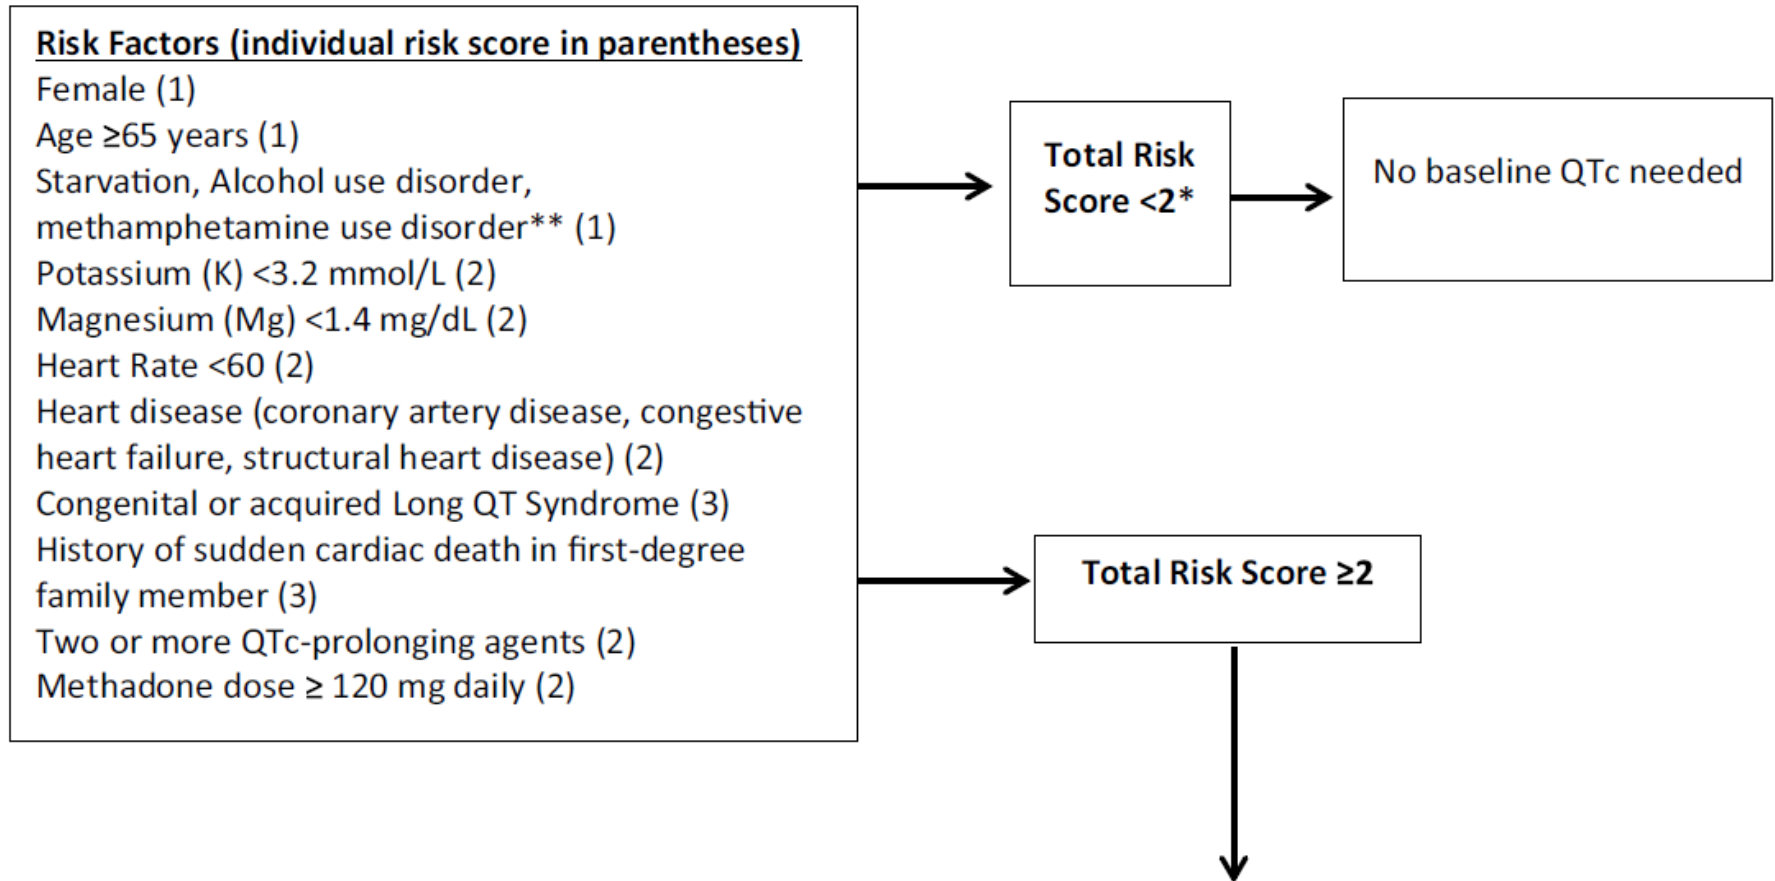 Risk Factors (individual risk score in parentheses)
Female (1)
Age ≥65 years (1)
Starvation, Alcohol use disorder,
methamphetamine use disorder** (1)
Potassium (K) <3.2 mmol/L (2)
Magnesium (Mg) <1.4 mg/dL (2)
Heart Rate <60 (2)
Heart disease (coronary artery disease, congestive
heart failure, structural heart disease) (2)
Congenital or acquired Long QT Syndrome (3)
History of sudden cardiac death in first-degree
family member (3)
Two or more QTc-prolonging agents (2)
Methadone dose ≥ 120 mg daily (2)
Total Risk
Score <2*
No baseline QTc needed
Total Risk Score ≥2